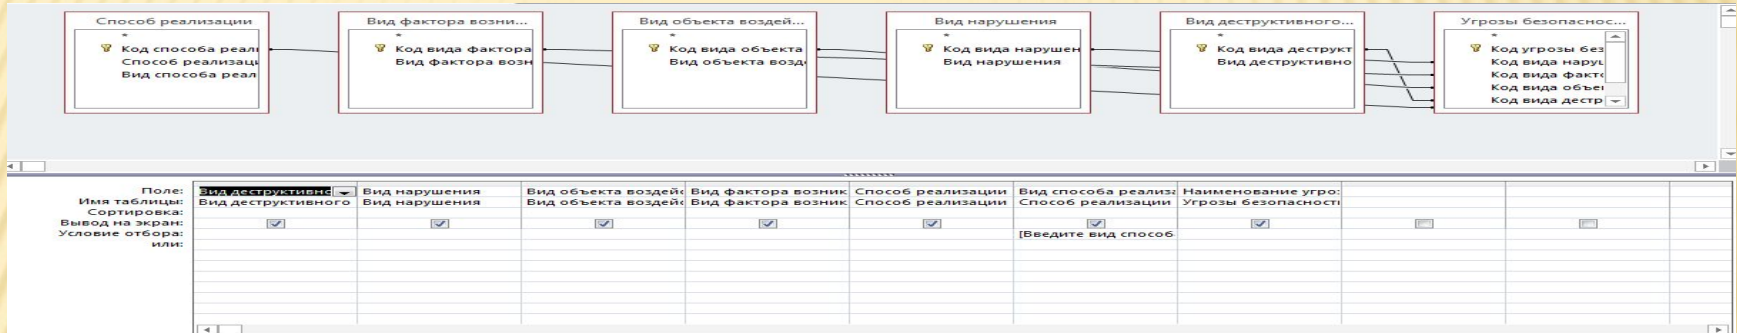 Способ реализации
*
Код способа реали
Способ реализаци
Вид способа реал
Вид фактора возни...
*
Код вида фактора
Вид фактора возн
Вид объекта воздей...
*
Код вида объекта
Вид объекта возд
Вид нарушения
*
Код вида нарушен
Вид нарушения
Вид деструктивного...
*
Код вида деструкт
Вид деструктивно
Угрозы безопаснос...
*
Код угрозы без
Код вида наруш
Код вида факто
Код вида объе
Код вида дестр
Поле: Вид деструктивно Вид нарушения Вид объекта воздей Вид фактора возник Способ реализации Вид способа реализ Наименование угро
Имя таблицы: Вид деструктивного Вид нарушения Вид объекта воздей Вид фактора возник Способ реализации Способ реализации Угрозы безопасност
Сортировка:
Вывод на экран:
Условие отбора: [Введите вид способ
или: